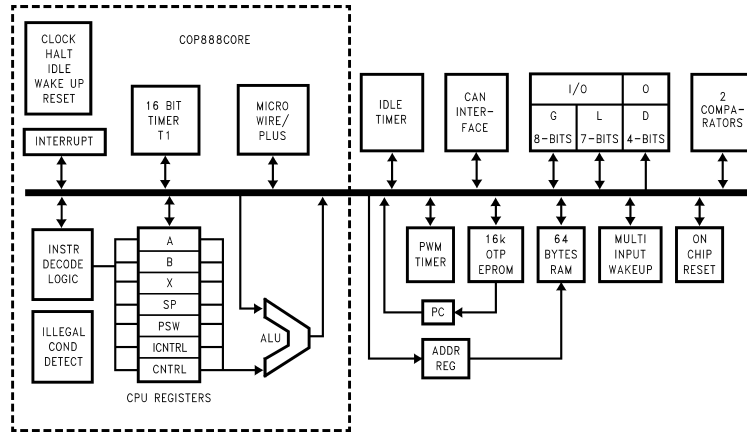 CLOCK
HALT
IDLE
WAKE UP
RESET
COP888CORE
INTERRUPT
16 BIT
TIMER
T1
MICRO
WIRE/
PLUS
IDLE
TIMER
CAN
INTER-
FACE
I/O
O
G
L
D
8-BITS
7-BITS
4-BITS
2
COMPA-
RATORS
INSTR
DECODE
LOGIC
ILLEGAL
COND
DETECT
A
B
X
SP
PSW
ICNTRL
CNTRL
CPU REGISTERS
ALU
PWM
TIMER
16k
OTP
EPROM
64
BYTES
RAM
MULTI
INPUT
WAKEUP
ON
CHIP
RESET
PC
ADDR
REG